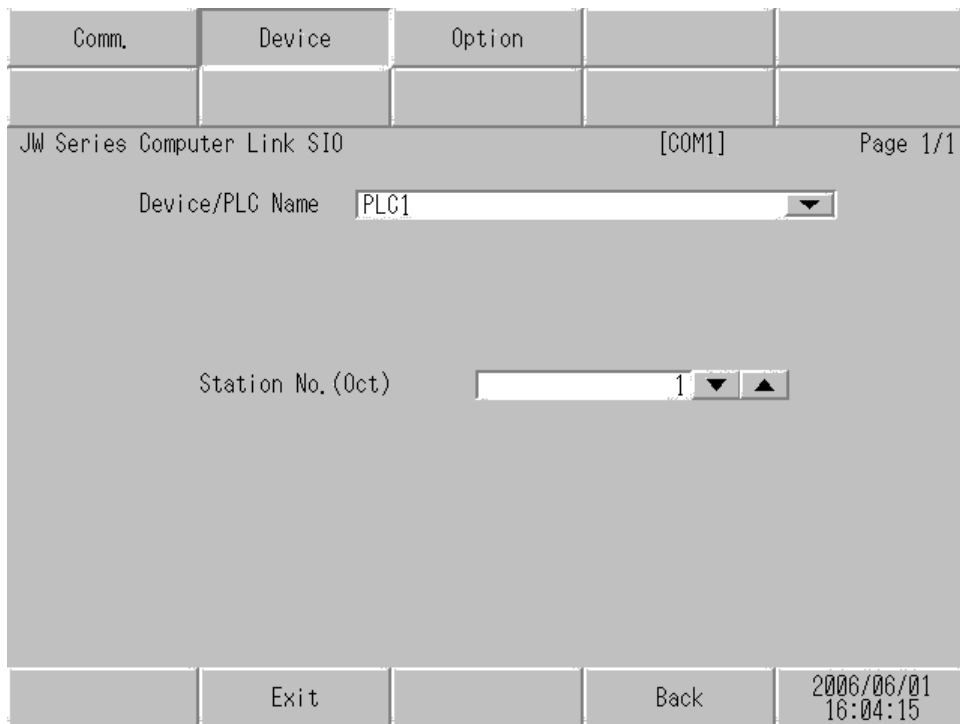 Comm. Device Option
JW Series Computer Link SIO [COM1] Page 1/1
Device/PLC Name PLC1
Station No.(Oct) 1
Exit Back 2006/06/01
16:04:15